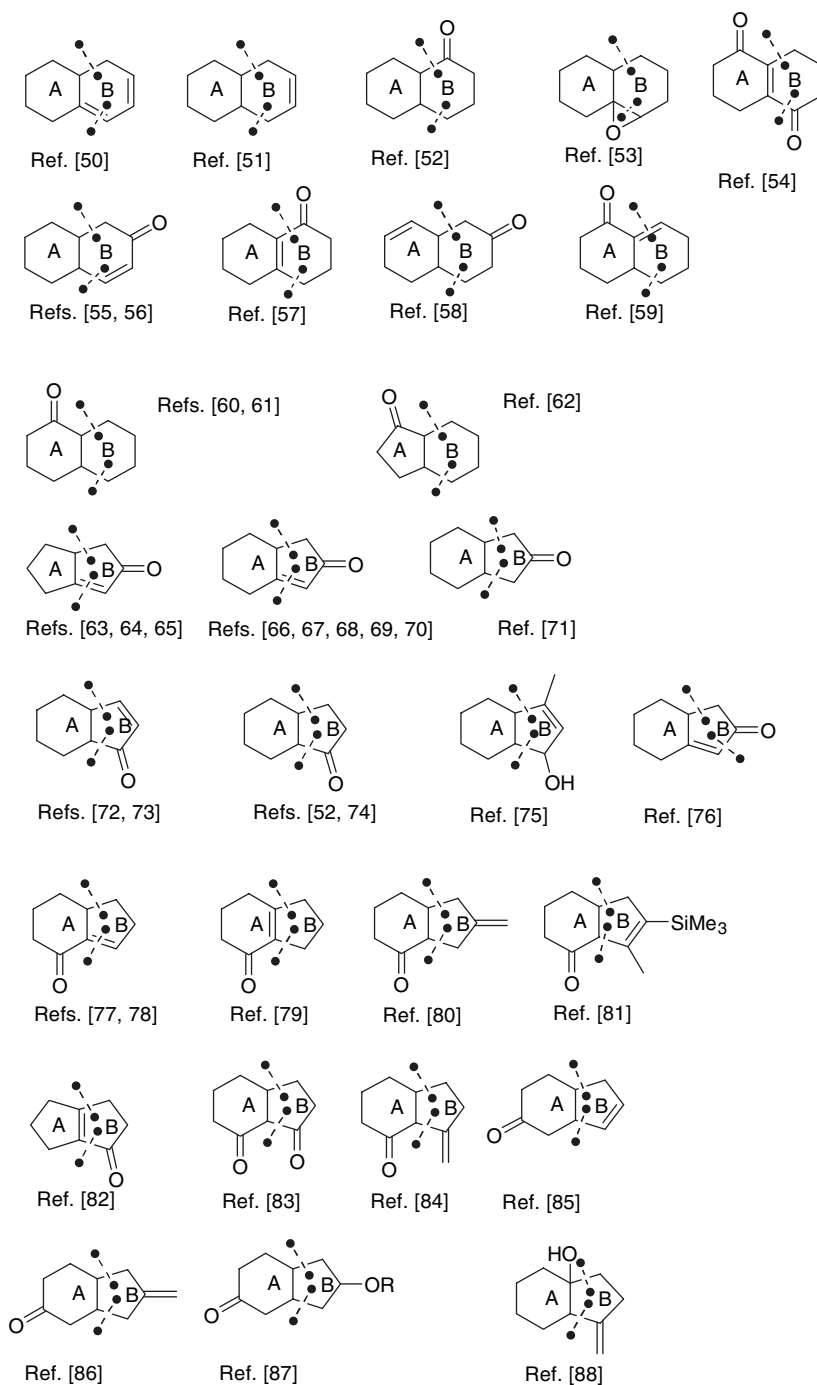 O O
A B A B A B A B A B
O O
Ref. [50] Ref. [51] Ref. [52] Ref. [53] Ref. [54]
O O
A B O A B A B O A B
Refs. [55, 56] Ref. [57] Ref. [58] Ref. [59]
O O
Refs. [60, 61] Ref. [62]
A B A B
A B O A B O A B O
Refs. [63, 64, 65] Refs. [66, 67, 68, 69, 70] Ref. [71]
A B A B A B A B O
O O OH
Refs. [72, 73] Refs. [52, 74] Ref. [75] Ref. [76]
A B A B A B A B SiMe3
O O O O
Refs. [77, 78] Ref. [79] Ref. [80] Ref. [81]
A B A B A B A B
O O O O O
Ref. [82] Ref. [83] Ref. [84] Ref. [85]
HO
A B A B OR A B
O O
Ref. [86] Ref. [87] Ref. [88]